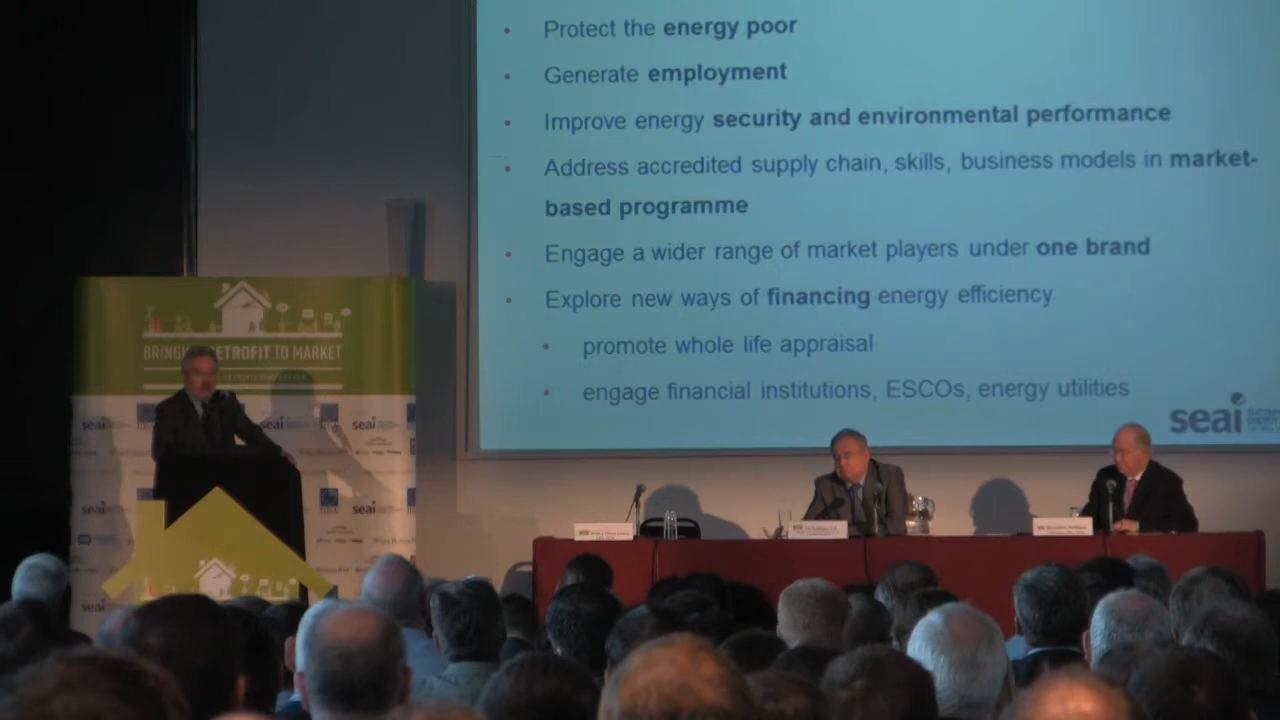 Protect the energy poor
Generate employment
Improve energy security and environmental performance
Address accredited supply chain, skills, business models in market-
based programme
Engage a wider range of market players under one brand
Explore new ways of financing energy efficiency
promote whole life appraisal
engage financial institutions, ESCOs, energy utilities
seai
TO MARKET
seai
seai
seai
seai
seai
seai